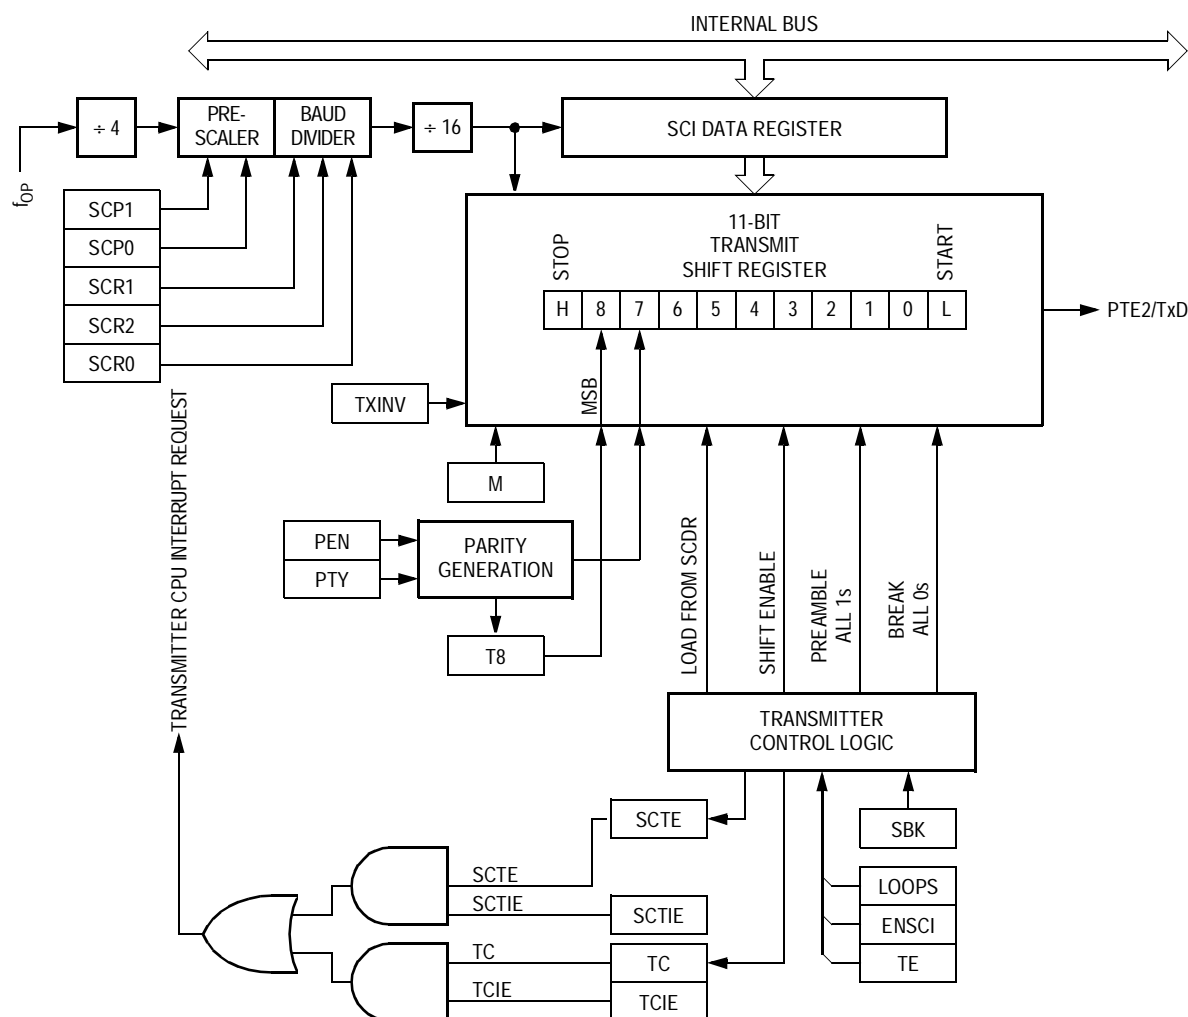 INTERNAL BUS
÷ 4
PRE-
SCALER
BAUD
DIVIDER
÷ 16
SCI DATA REGISTER
fOP
SCP1
SCP0
SCR1
SCR2
SCR0
11-BIT
TRANSMIT
SHIFT REGISTER
STOP
START
H 8 7 6 5 4 3 2 1 0 L
PTE2/TxD
MSB
TXINV
M
PEN
PTY
PARITY
GENERATION
T8
TRANSMITTER CPU INTERRUPT REQUEST
LOAD FROM SCDR
SHIFT ENABLE
PREAMBLE
ALL 1s
BREAK
ALL 0s
TRANSMITTER
CONTROL LOGIC
SCTE
SBK
SCTE
SCTIE
SCTIE
LOOPS
ENSCI
TE
TC
TC
TCIE
TCIE